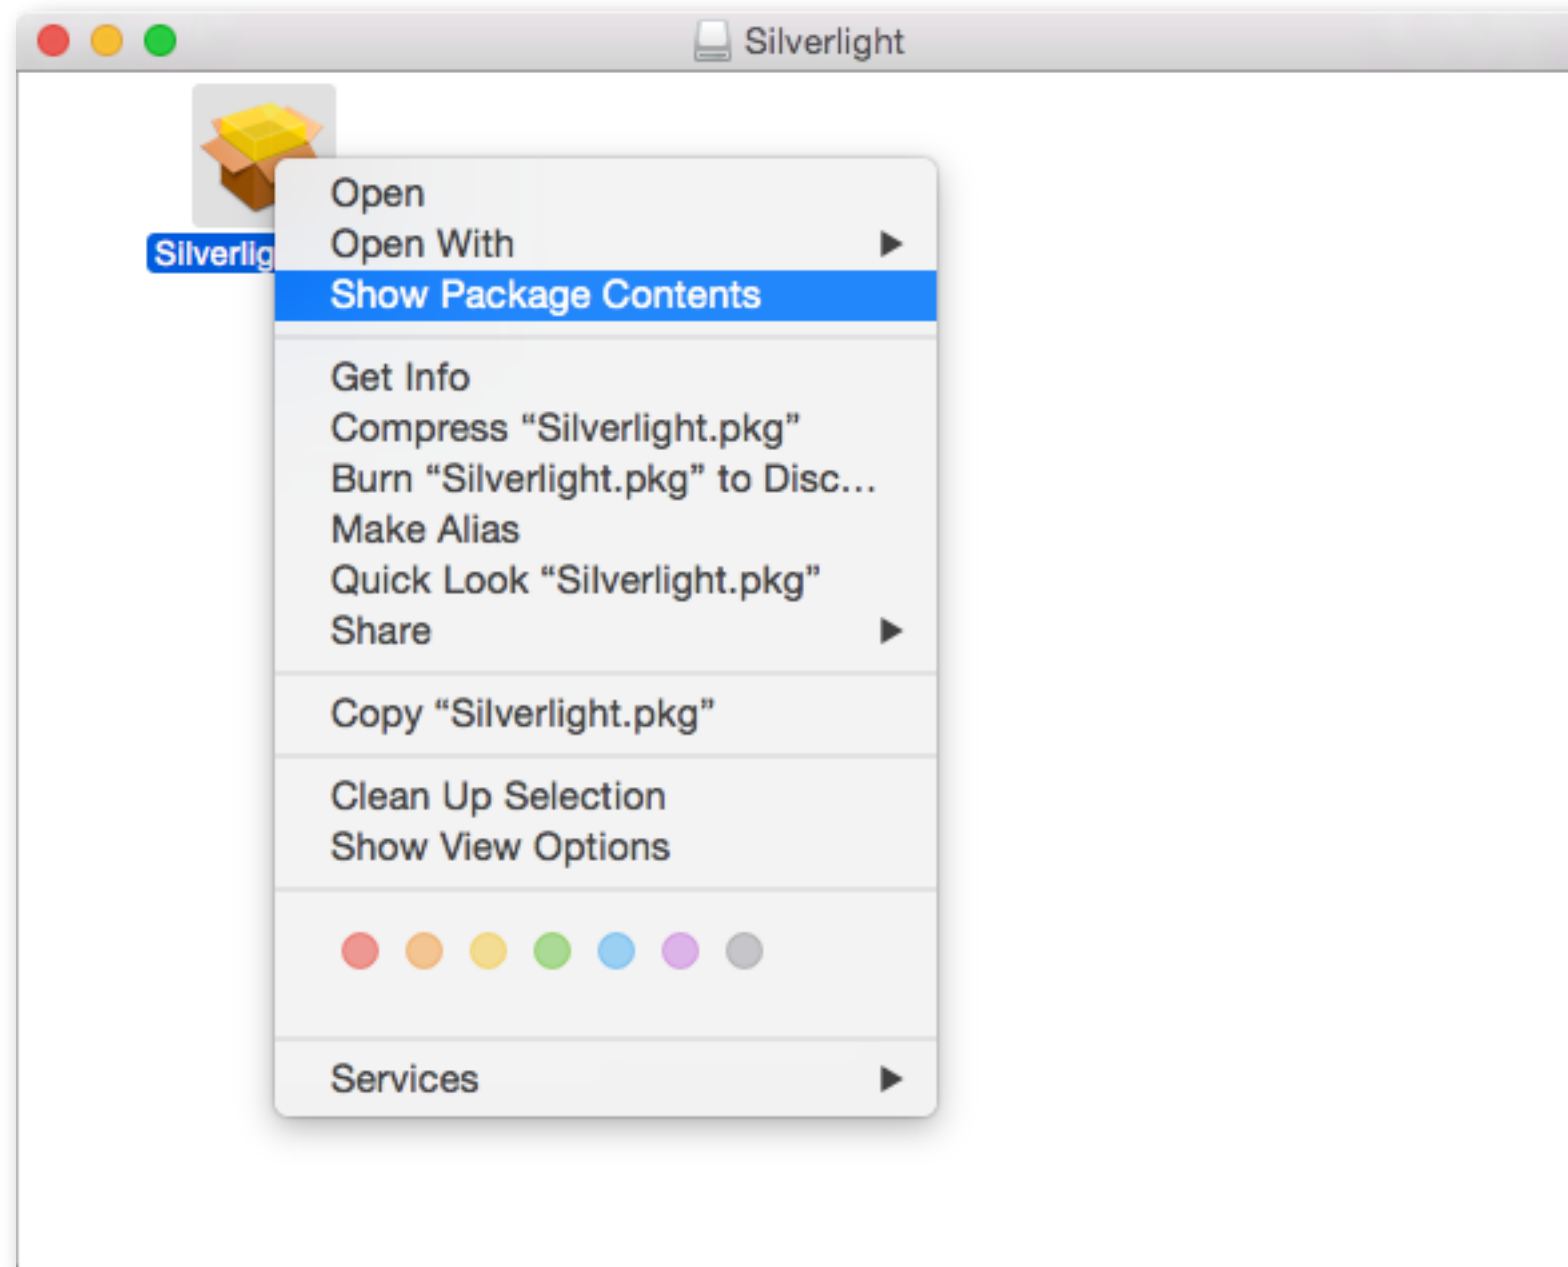 Silverlight
Silverlig
Open
Open With
Show Package Contents
Get Info
Compress “Silverlight.pkg”
Burn “Silverlight.pkg” to Disc...
Make Alias
Quick Look “Silverlight.pkg”
Share
Copy “Silverlight.pkg”
Clean Up Selection
Show View Options
Services